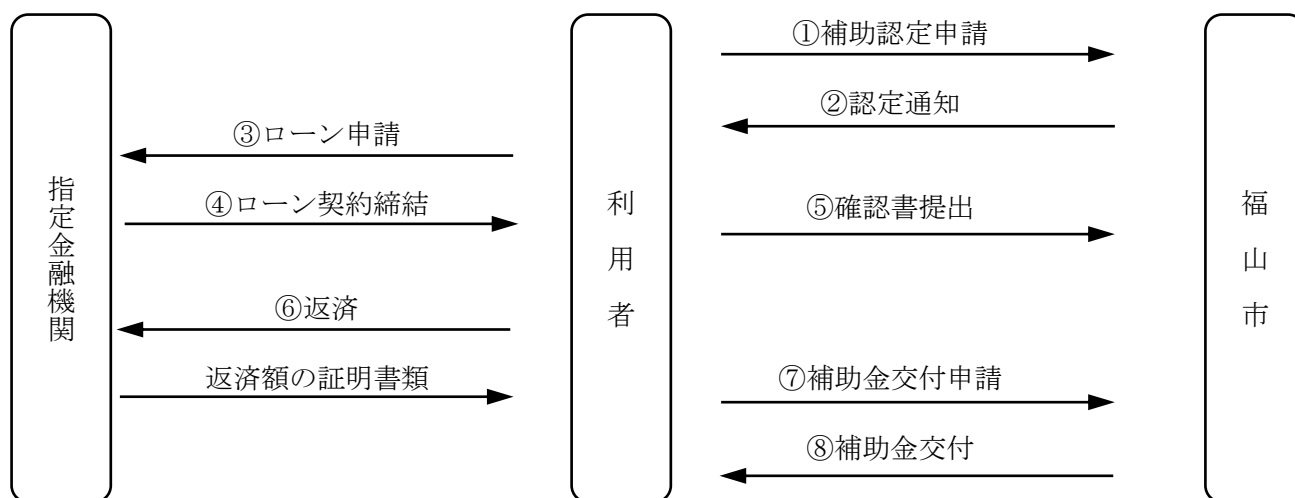 ①補助認定申請
②認定通知
③ローン申請
④ローン契約締結
⑤確認書提出
⑥返済
返済額の証明書類
⑦補助金交付申請
⑧補助金交付
指定金融機関
利用者
福山市